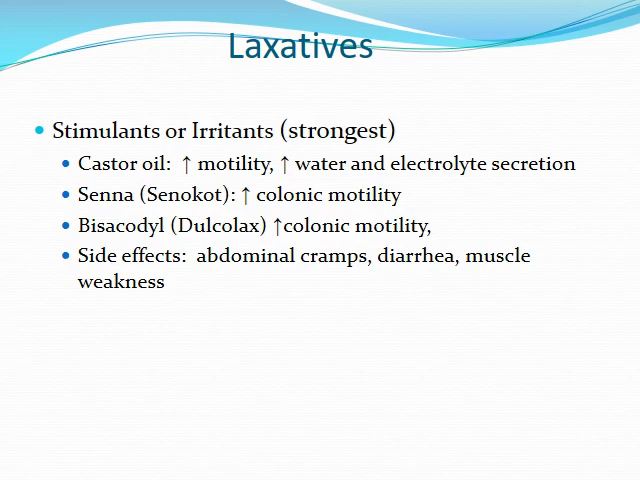 Laxatives
• Stimulants or Irritants (strongest)
• Castor oil: ↑ motility, ↑ water and electrolyte secretion
• Senna (Senokot): ↑ colonic motility
• Bisacodyl (Dulcolax) ↑colonic motility,
• Side effects: abdominal cramps, diarrhea, muscle
weakness